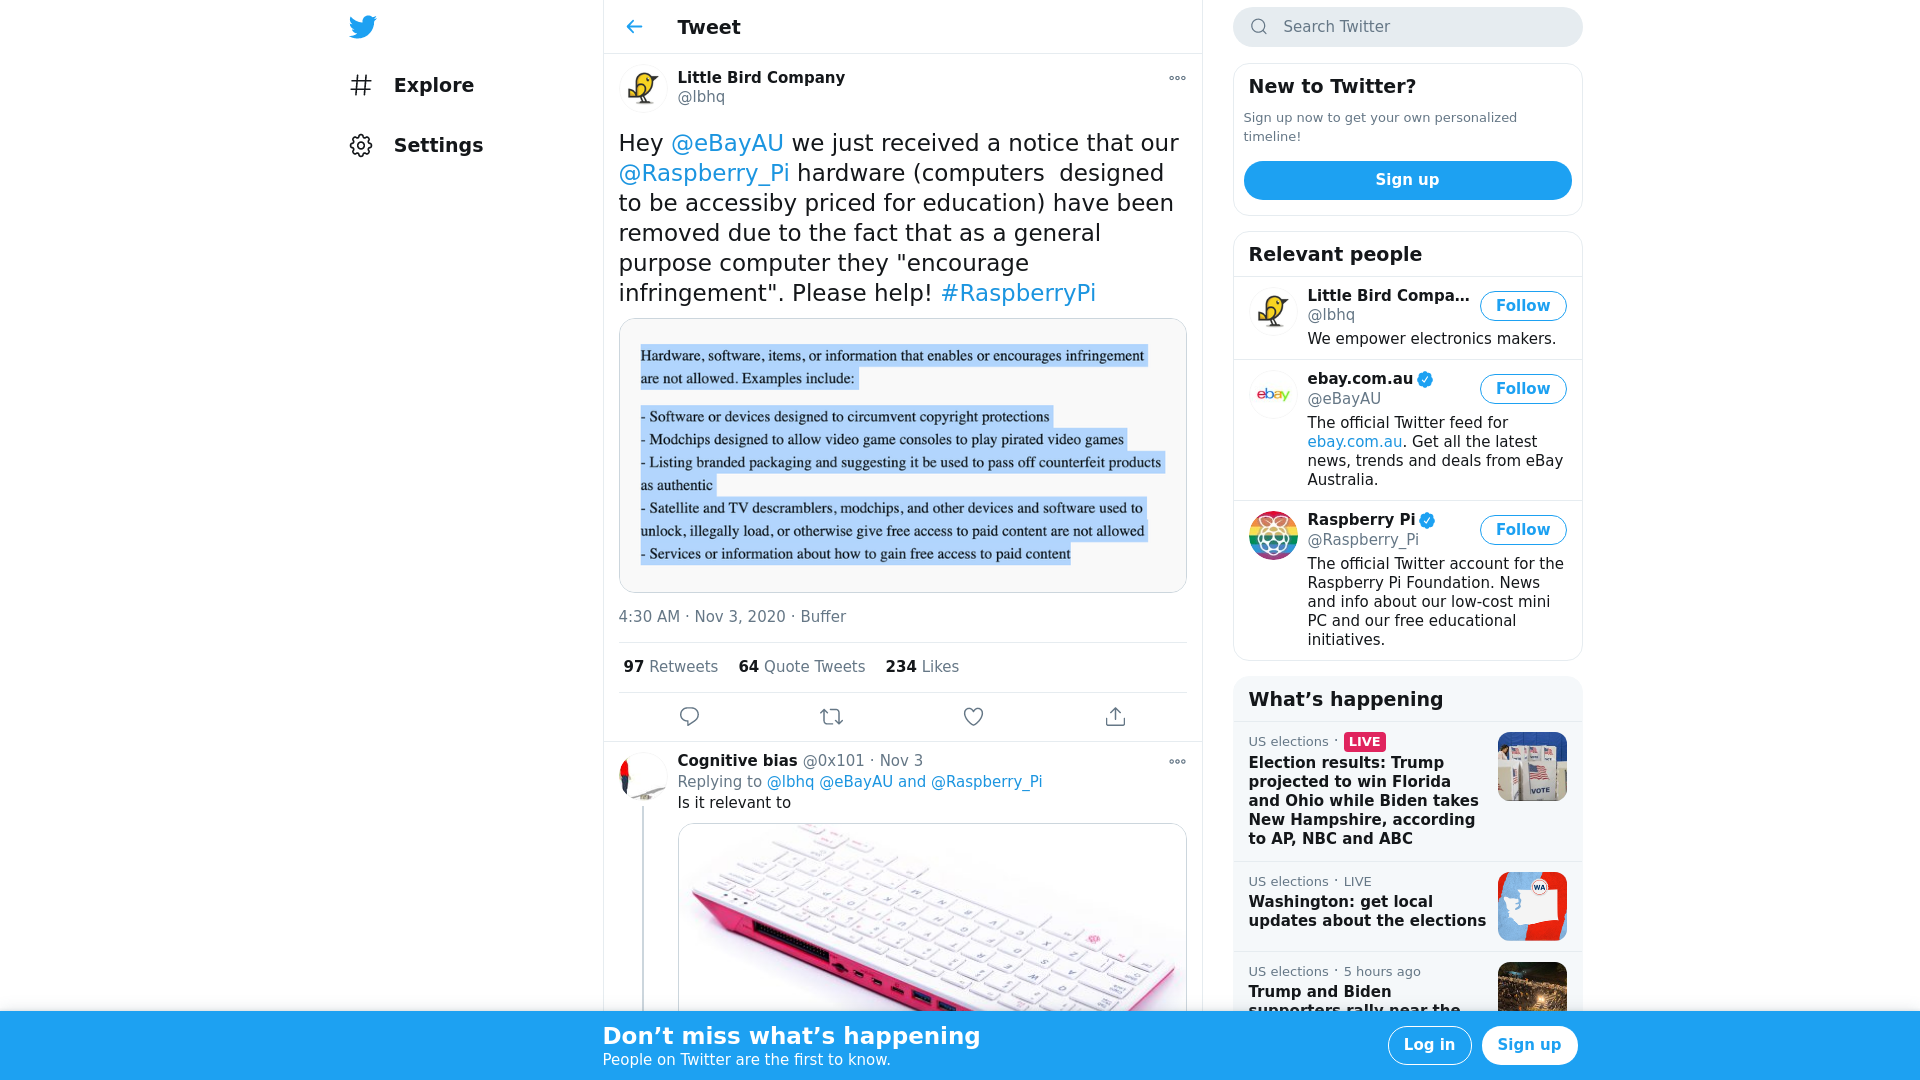 Explore
Settings
Tweet
Little Bird Company
@lbhq
Hey @eBayAU we just received a notice that our
@Raspberry_Pi hardware (computers  designed
to be accessiby priced for education) have been
removed due to the fact that as a general
purpose computer they "encourage
infringement". Please help! #RaspberryPi
Hardware, software, items, or information that enables or encourages infringement
are not allowed. Examples include:
- Software or devices designed to circumvent copyright protections
- Modchips designed to allow video game consoles to play pirated video games
- Listing branded packaging and suggesting it be used to pass off counterfeit products
as authentic
- Satellite and TV descramblers, modchips, and other devices and software used to
unlock, illegally load, or otherwise give free access to paid content are not allowed
- Services or information about how to gain free access to paid content
4:30 AM · Nov 3, 2020 · Buffer
97 Retweets 64 Quote Tweets 234 Likes
Cognitive bias @0x101 · Nov 3
Replying to @lbhq @eBayAU and @Raspberry_Pi
Is it relevant to
Search Twitter
New to Twitter?
Sign up now to get your own personalized
timeline!
Sign up
Relevant people
Little Bird Compa...
@lbhq
Follow
We empower electronics makers.
ebay
ebay.com.au
@eBayAU
Follow
The official Twitter feed for
ebay.com.au. Get all the latest
news, trends and deals from eBay
Australia.
Raspberry Pi
@Raspberry_Pi
Follow
The official Twitter account for the
Raspberry Pi Foundation. News
and info about our low-cost mini
PC and our free educational
initiatives.
What’s happening
US elections · LIVE
Election results: Trump
projected to win Florida
and Ohio while Biden takes
New Hampshire, according
to AP, NBC and ABC
VOTE
US elections · LIVE
Washington: get local
updates about the elections
WA
US elections · 5 hours ago
Trump and Biden
supporters rally near the
Don’t miss what’s happening
People on Twitter are the first to know.
Log in
Sign up